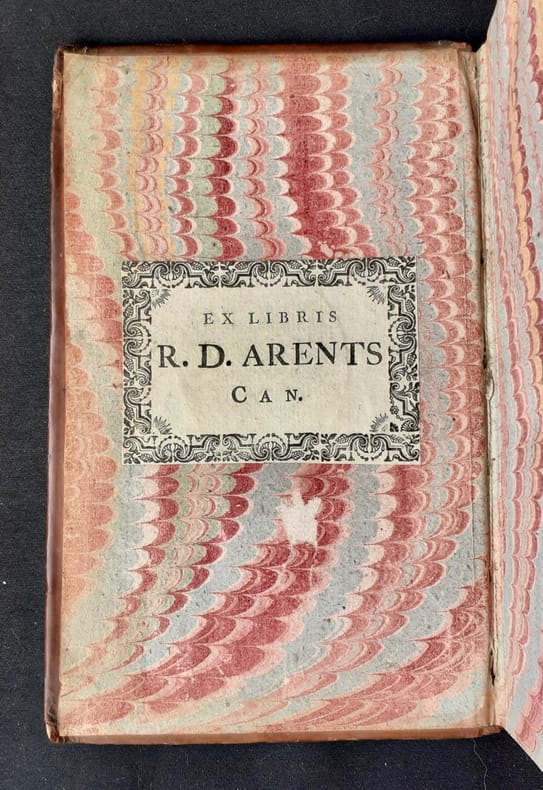 EX LIBRIS
R. D. ARENTS
CAN.